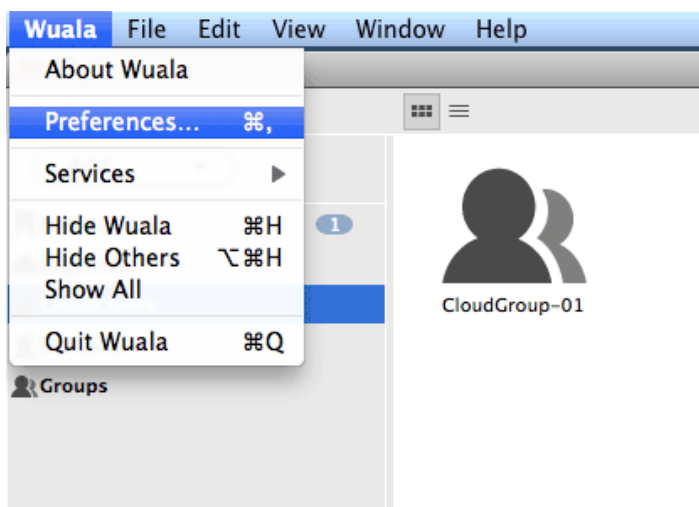 Wuala File Edit View Window Help
About Wuala
Preferences... ⌘,
Services ▶
Hide Wuala ⌘H
1
Hide Others ⌥⌘H
Show All
CloudGroup-01
Quit Wuala ⌘Q
Groups